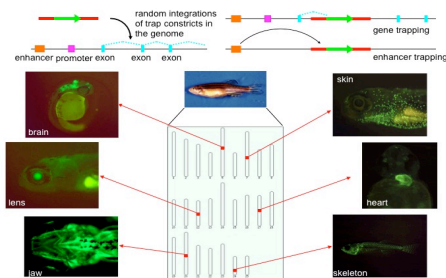 random integrations
of trap constricts in
the genome
enhancer promoter exon exon exon
gene trapping
enhancer trapping
brain
skin
lens
heart
jaw
skeleton